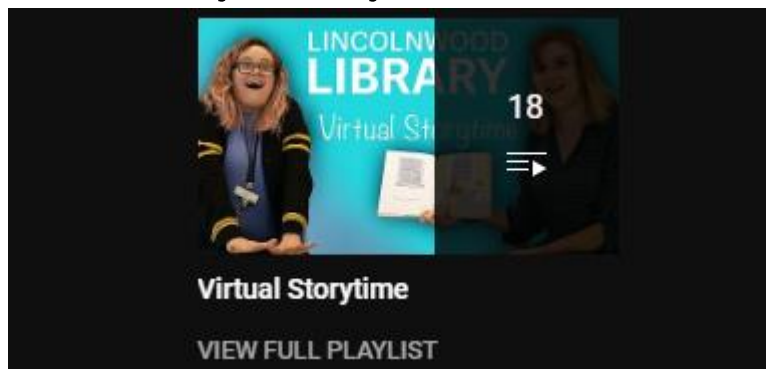 LINCOLNWOOD
LIBRARY
Virtual Storytime
18
Virtual Storytime
VIEW FULL PLAYLIST